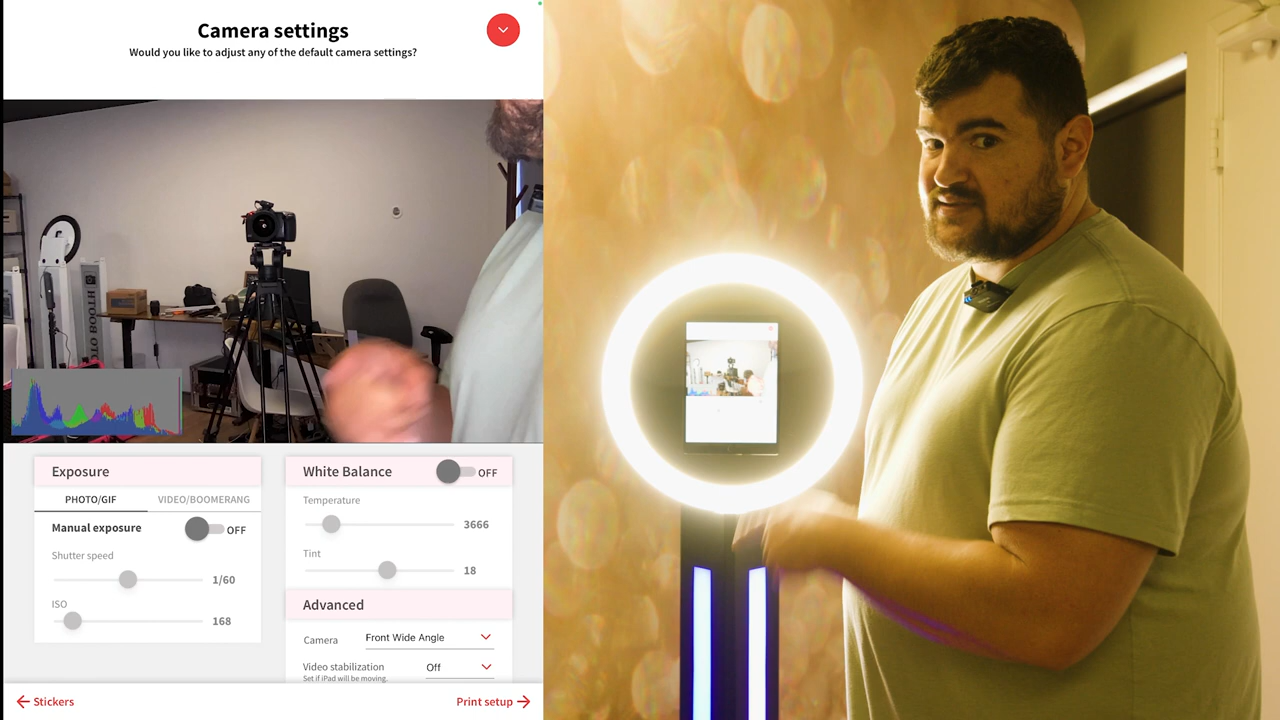 Camera settings
Would you like to adjust any of the default camera settings?
OTO BOOTH
Exposure
PHOTO/GIF
VIDEO/BOOMERANG
Manual exposure
OFF
Shutter speed
1/60
ISO
168
White Balance
OFF
Temperature
3666
Tint
18
Advanced
Camera
Front Wide Angle
Video stabilization
Off
Set if iPad will be moving.
Stickers
Print setup